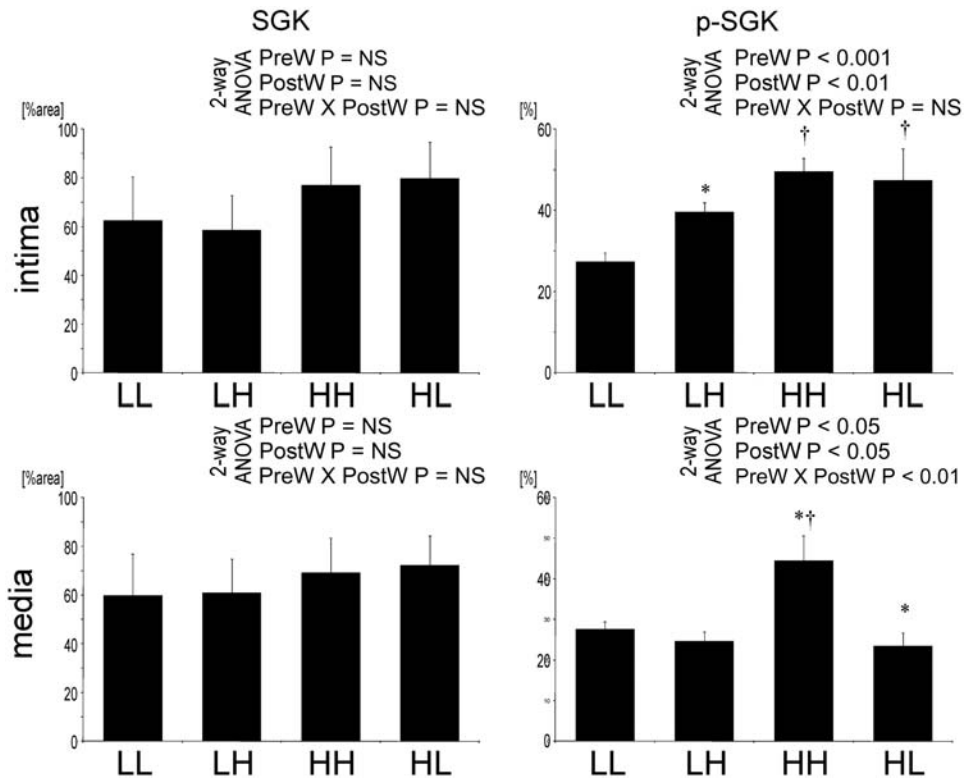 SGK
2-way
ANOVA
PreW P = NS
PostW P = NS
PreW X PostW P = NS
[%area]
intima
100
80
60
40
20
0
LL LH HH HL
p-SGK
2-way
ANOVA
PreW P < 0.001
PostW P < 0.01
PreW X PostW P = NS
[%]
60
40
20
0
*
†
†
LL LH HH HL
2-way
ANOVA
PreW P = NS
PostW P = NS
PreW X PostW P = NS
[%area]
media
100
80
60
40
20
0
LL LH HH HL
2-way
ANOVA
PreW P < 0.05
PostW P < 0.05
PreW X PostW P < 0.01
[%]
60
50
40
30
20
10
0
*†
*
LL LH HH HL